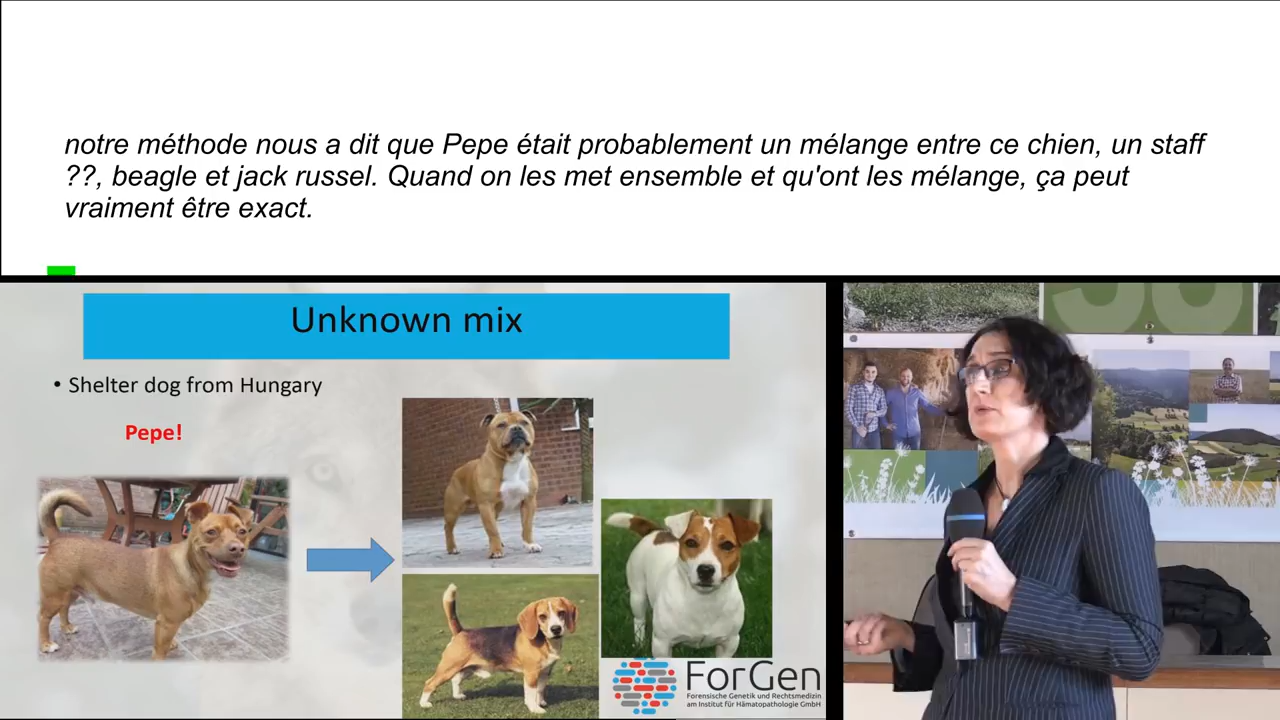 notre méthode nous a dit que Pepe était probablement un mélange entre ce chien, un staff
??, beagle et jack russel. Quand on les met ensemble et qu'ont les mélange, ça peut
vraiment être exact.
Unknown mix
• Shelter dog from Hungary
Pepe!
ForGen
Forensische Genetik und Rechtsmedizin
am Institut für Hämatopathologie GmbH